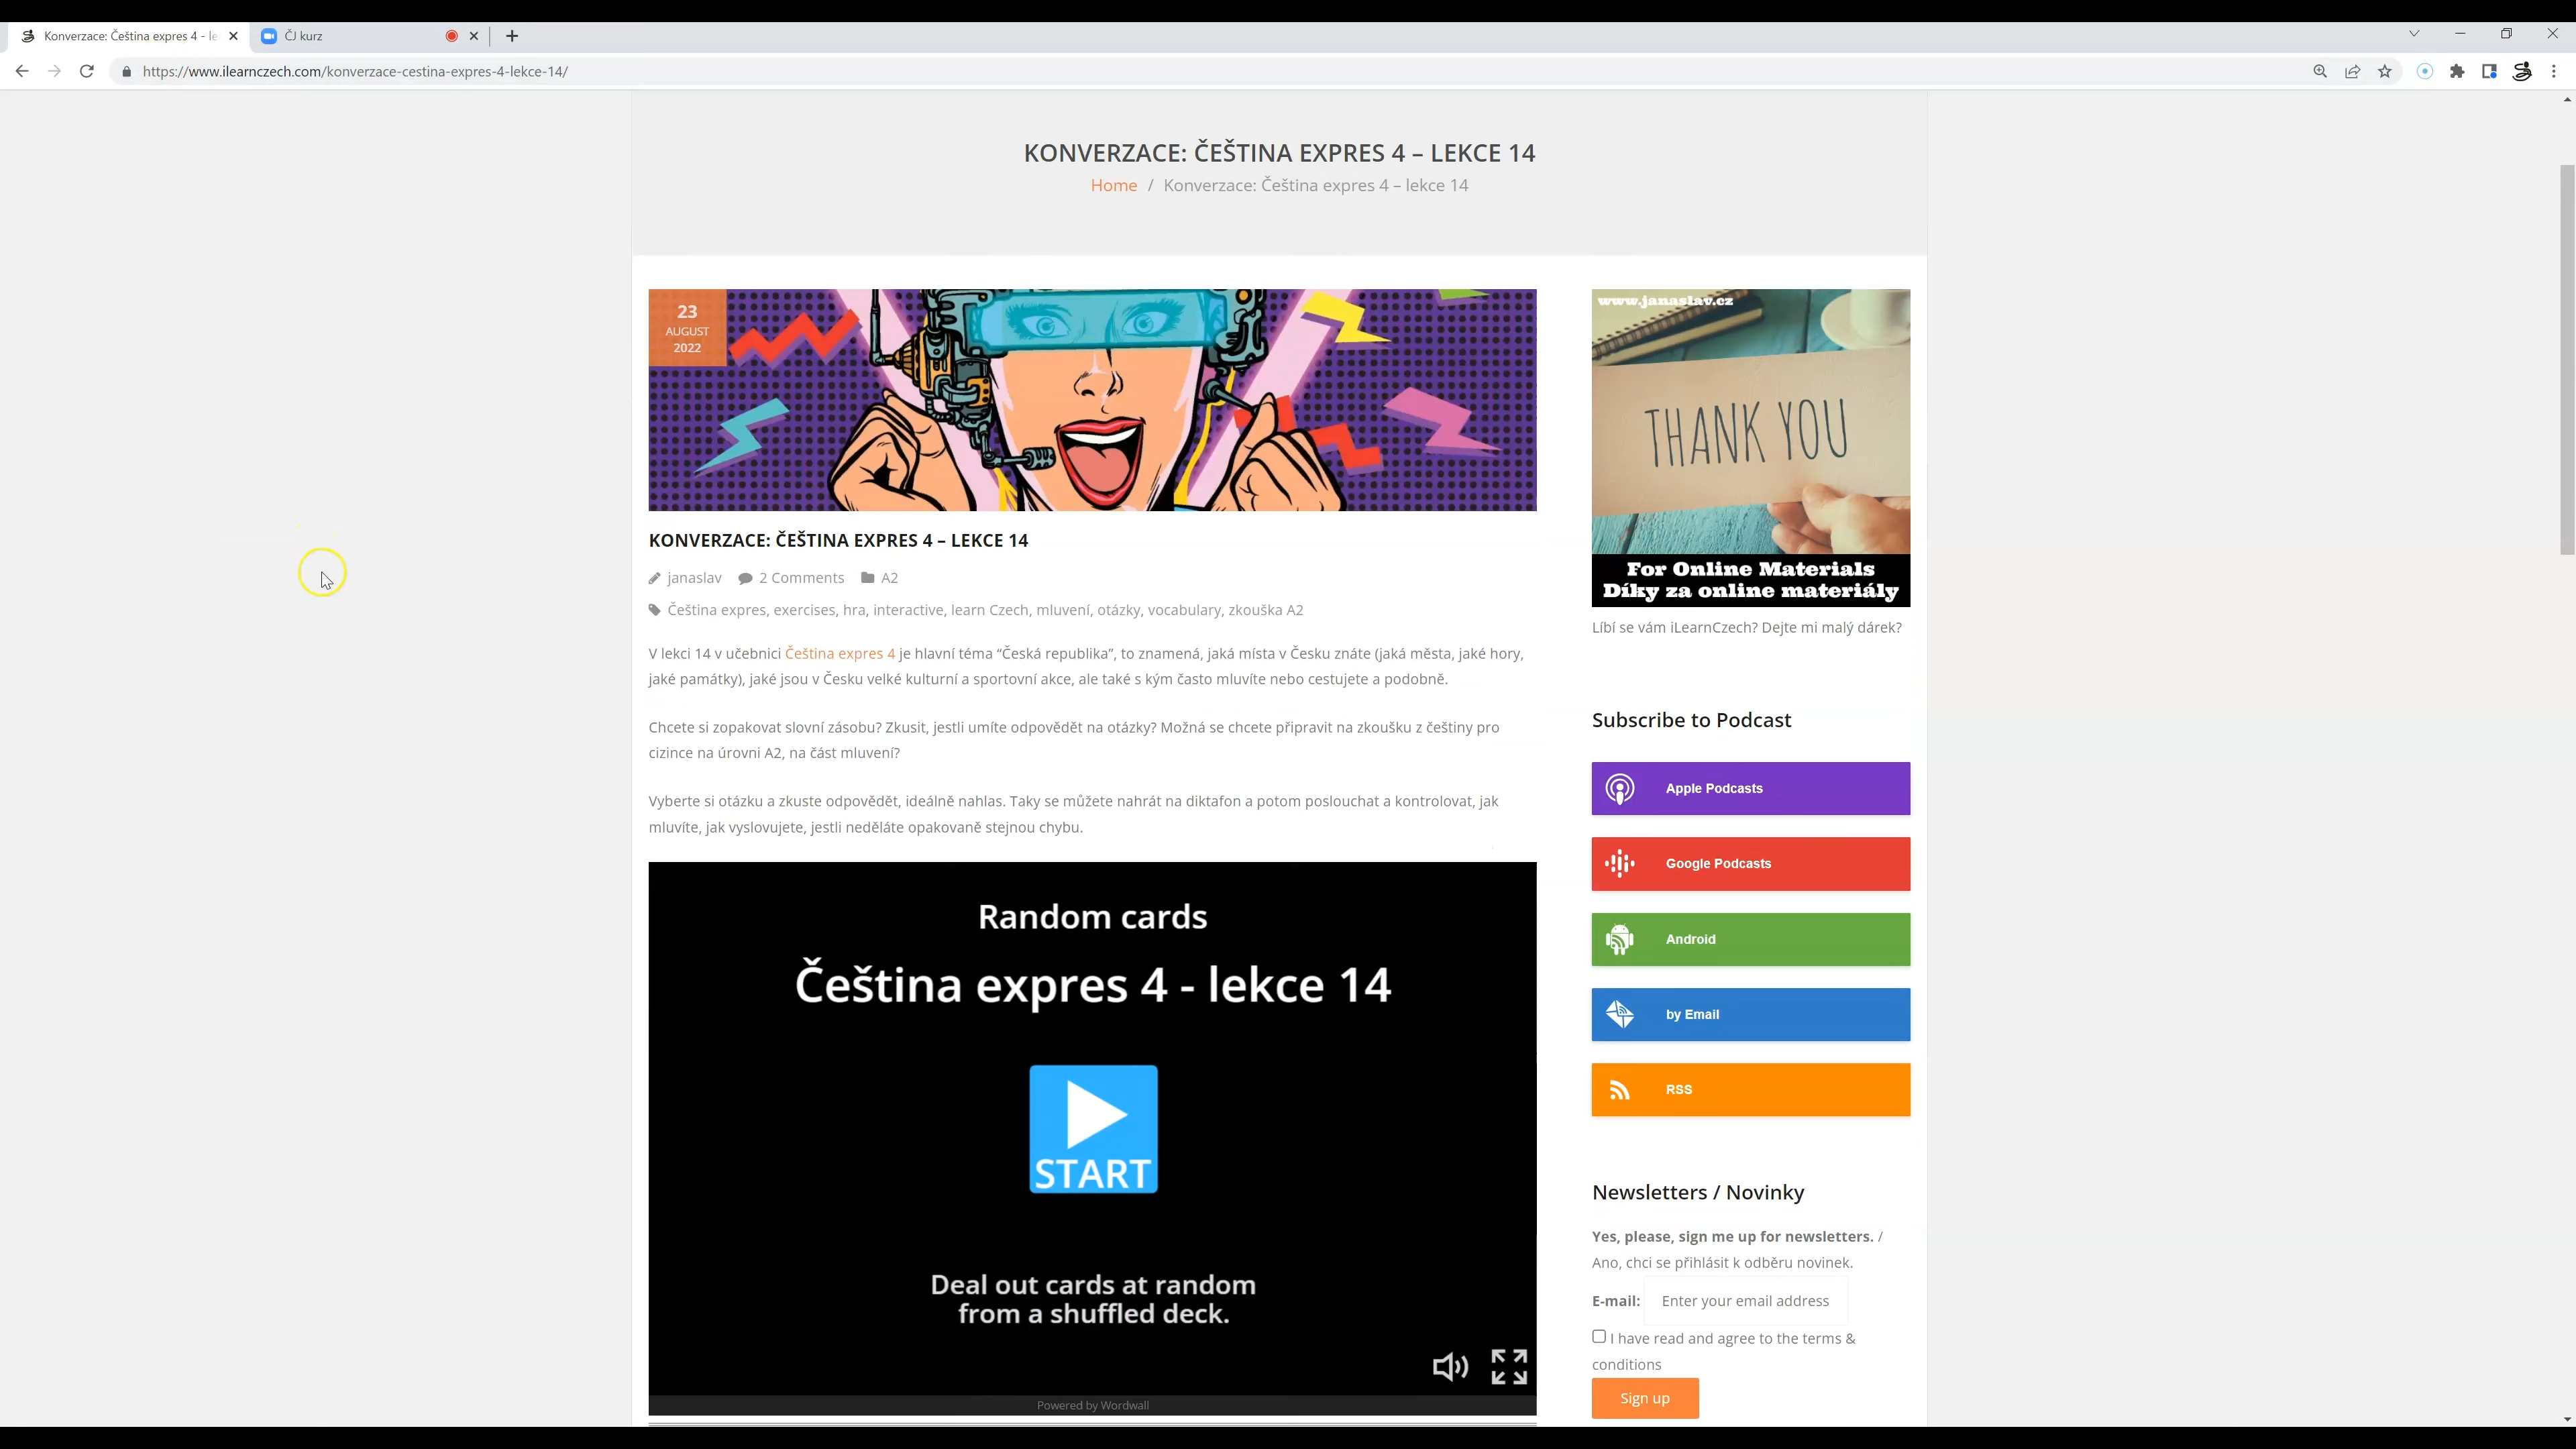 Konverzace: Čeština expres 4 - le
ČJ kurz
https://www.ilearnczech.com/konverzace-cestina-expres-4-lekce-14/
KONVERZACE: ČEŠTINA EXPRES 4 – LEKCE 14
Home / Konverzace: Čeština expres 4 – lekce 14
23
AUGUST
2022
KONVERZACE: ČEŠTINA EXPRES 4 – LEKCE 14
janaslav 2 Comments A2
Čeština expres, exercises, hra, interactive, learn Czech, mluvení, otázky, vocabulary, zkouška A2
V lekci 14 v učebnici Čeština expres 4 je hlavní téma “Česká republika”, to znamená, jaká místa v Česku znáte (jaká města, jaké hory,
jaké památky), jaké jsou v Česku velké kulturní a sportovní akce, ale také s kým často mluvíte nebo cestujete a podobně.
Chcete si zopakovat slovní zásobu? Zkusit, jestli umíte odpovědět na otázky? Možná se chcete připravit na zkoušku z češtiny pro
cizince na úrovni A2, na část mluvení?
Vyberte si otázku a zkuste odpovědět, ideálně nahlas. Taky se můžete nahrát na diktafon a potom poslouchat a kontrolovat, jak
mluvíte, jak vyslovujete, jestli neděláte opakovaně stejnou chybu.
Random cards
Čeština expres 4 - lekce 14
START
Deal out cards at random
from a shuffled deck.
Powered by Wordwall
www.janaslav.cz
THANK YOU
For Online Materials
Díky za online materiály
Líbí se vám iLearnCzech? Dejte mi malý dárek?
Subscribe to Podcast
Apple Podcasts
Google Podcasts
Android
by Email
RSS
Newsletters / Novinky
Yes, please, sign me up for newsletters. /
Ano, chci se přihlásit k odběru novinek.
E-mail: Enter your email address
I have read and agree to the terms &
conditions
Sign up